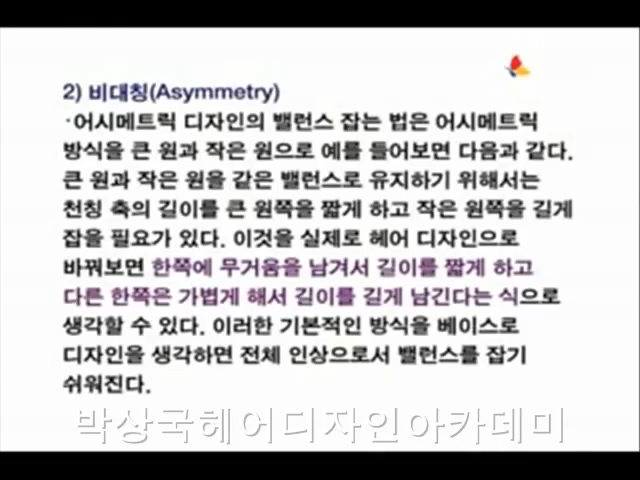 2) 비대칭(Asymmetry)
·어시메트릭 디자인의 밸런스 잡는 법은 어시메트릭
방식을 큰 원과 작은 원으로 예를 들어보면 다음과 같다.
큰 원과 작은 원을 같은 밸런스로 유지하기 위해서는
천칭 축의 길이를 큰 원쪽을 짧게 하고 작은 원쪽을 길게
잡을 필요가 있다. 이것을 실제로 헤어 디자인으로
바꿔보면 한쪽에 무거움을 남겨서 길이를 짧게 하고
다른 한쪽은 가볍게 해서 길이를 길게 남긴다는 식으로
생각할 수 있다. 이러한 기본적인 방식을 베이스로
디자인을 생각하면 전체 인상으로서 밸런스를 잡기
쉬워진다.
박상국헤어디자인아카데미